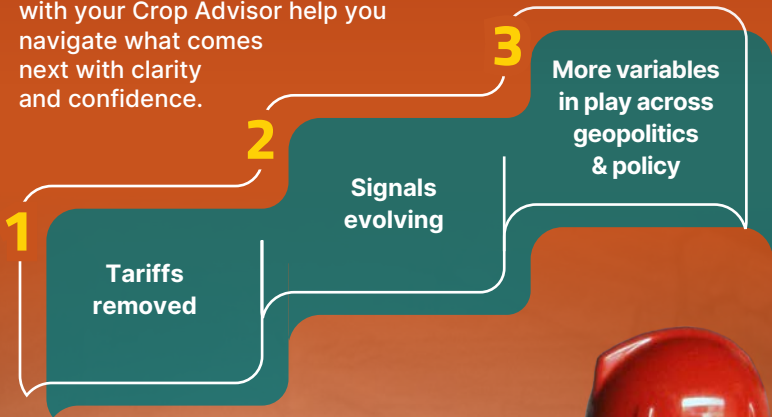 with your Crop Advisor help you
navigate what comes
next with clarity
and confidence.
1
Tariffs
removed
2
Signals
evolving
3
More variables
in play across
geopolitics
& policy